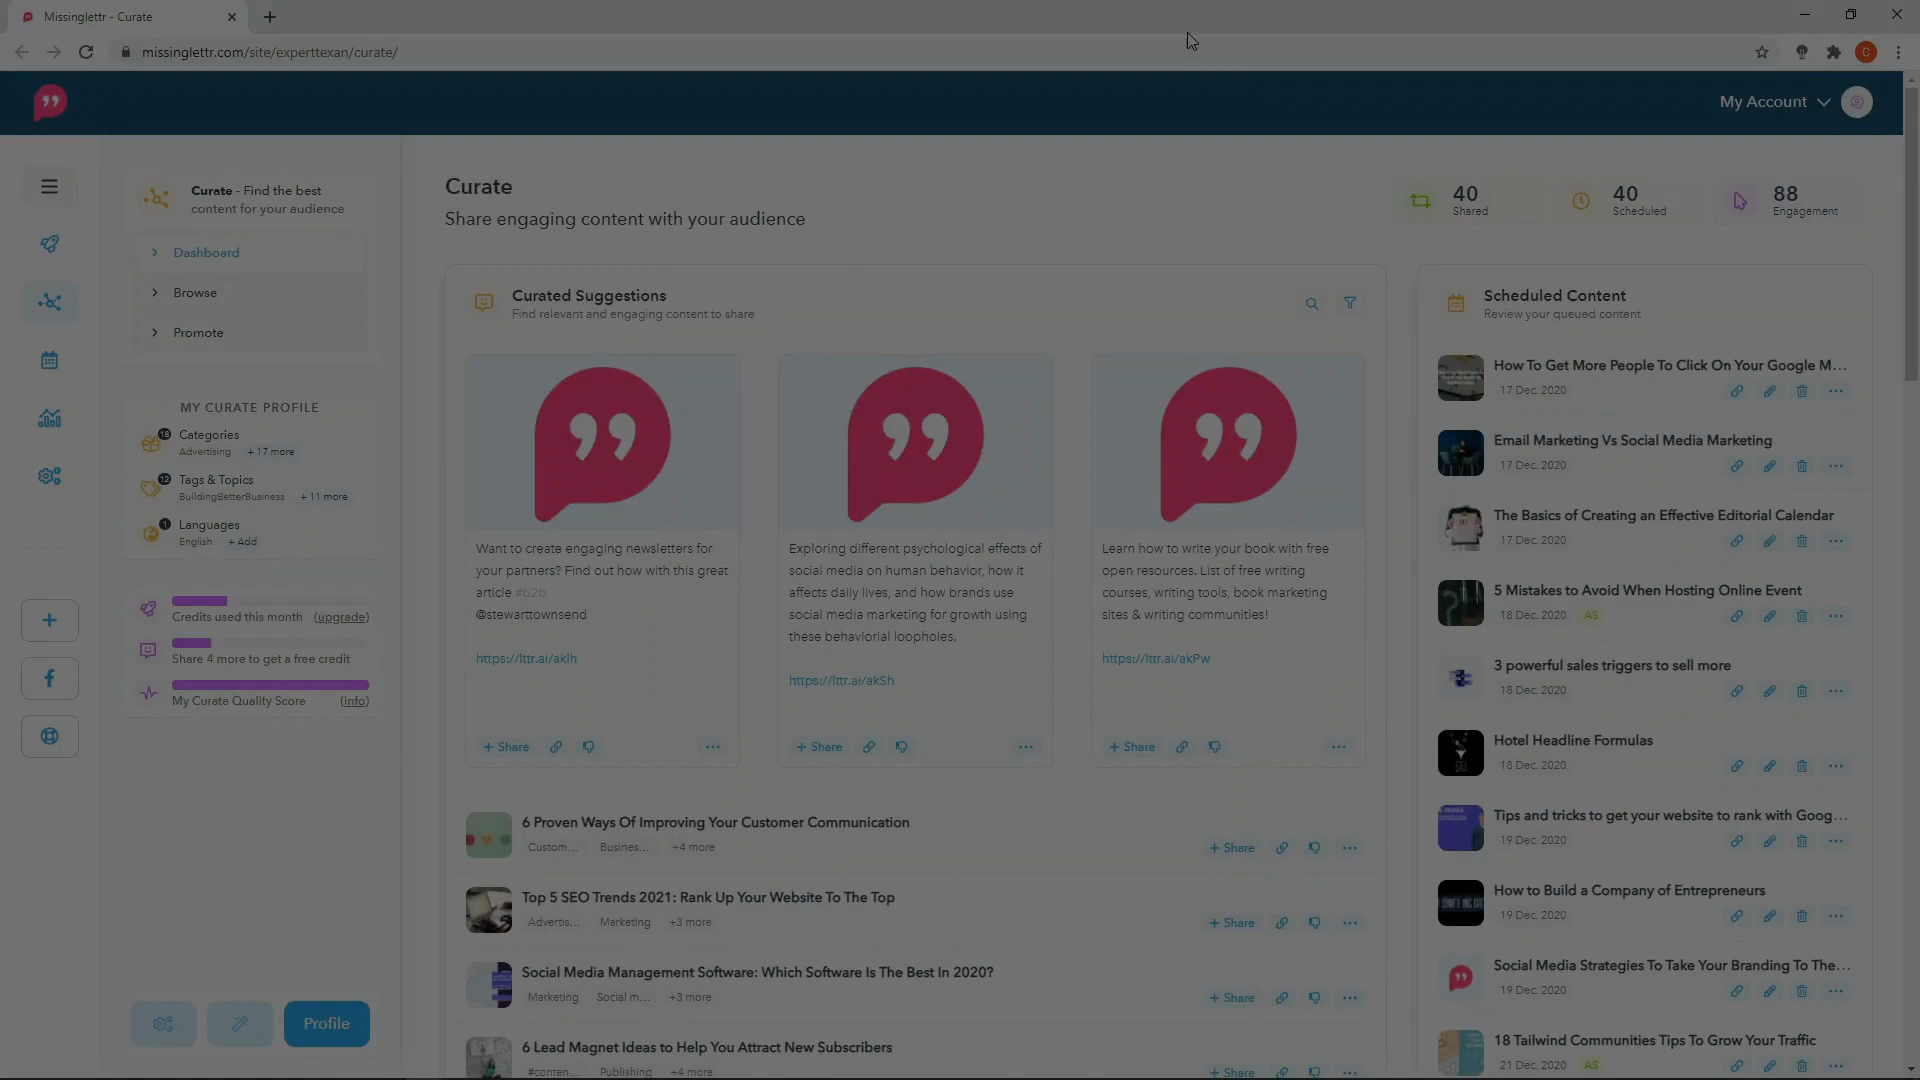 Missinglettr - Curate
missinglettr.com/site/experttexan/curate/
C
My Account
Curate - Find the best
content for your audience
Dashboard
Browse
Promote
MY CURATE PROFILE
18
Categories
Advertising + 17 more
12
Tags & Topics
BuildingBetterBusiness + 11 more
1
Languages
English + Add
Credits used this month (upgrade)
Share 4 more to get a free credit
My Curate Quality Score (info)
Profile
Curate
Share engaging content with your audience
40
Shared
40
Scheduled
88
Engagement
Curated Suggestions
Find relevant and engaging content to share
Want to create engaging newsletters for
your partners? Find out how with this great
article #b2b
@stewarttownsend
https://lttr.ai/aklh
+ Share
Exploring different psychological effects of
social media on human behavior, how it
affects daily lives, and how brands use
social media marketing for growth using
these behaviorial loopholes.
https://lttr.ai/akSh
+ Share
Learn how to write your book with free
open resources. List of free writing
courses, writing tools, book marketing
sites & writing communities!
https://lttr.ai/akPw
+ Share
6 Proven Ways Of Improving Your Customer Communication
Custom... Busines... +4 more
+ Share
Top 5 SEO Trends 2021: Rank Up Your Website To The Top
Advertis... Marketing +3 more
+ Share
Social Media Management Software: Which Software Is The Best In 2020?
Marketing Social m... +3 more
+ Share
6 Lead Magnet Ideas to Help You Attract New Subscribers
#conten... Publishing +4 more
+ Share
Scheduled Content
Review your queued content
How To Get More People To Click On Your Google M...
17 Dec. 2020
Email Marketing Vs Social Media Marketing
17 Dec. 2020
The Basics of Creating an Effective Editorial Calendar
17 Dec. 2020
5 Mistakes to Avoid When Hosting Online Event
18 Dec. 2020 AS
3 powerful sales triggers to sell more
18 Dec. 2020
Hotel Headline Formulas
18 Dec. 2020
Tips and tricks to get your website to rank with Goog...
19 Dec. 2020
How to Build a Company of Entrepreneurs
19 Dec. 2020
Social Media Strategies To Take Your Branding To The...
19 Dec. 2020
18 Tailwind Communities Tips To Grow Your Traffic
21 Dec. 2020 AS